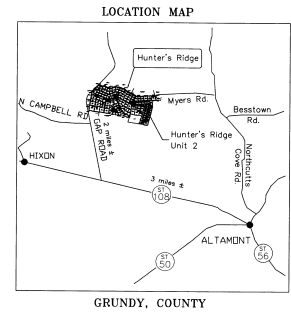 LOCATION MAP
Hunter's Ridge
Myers Rd.
Besstown
Rd.
N CAMPBELL RD
Hunter's Ridge
Unit 2
2 miles ±
GAP ROAD
Northcutts
Cove Rd.
HIXON
3 miles ±
ST
108
ALTAMONT
ST
50
ST
56
GRUNDY, COUNTY